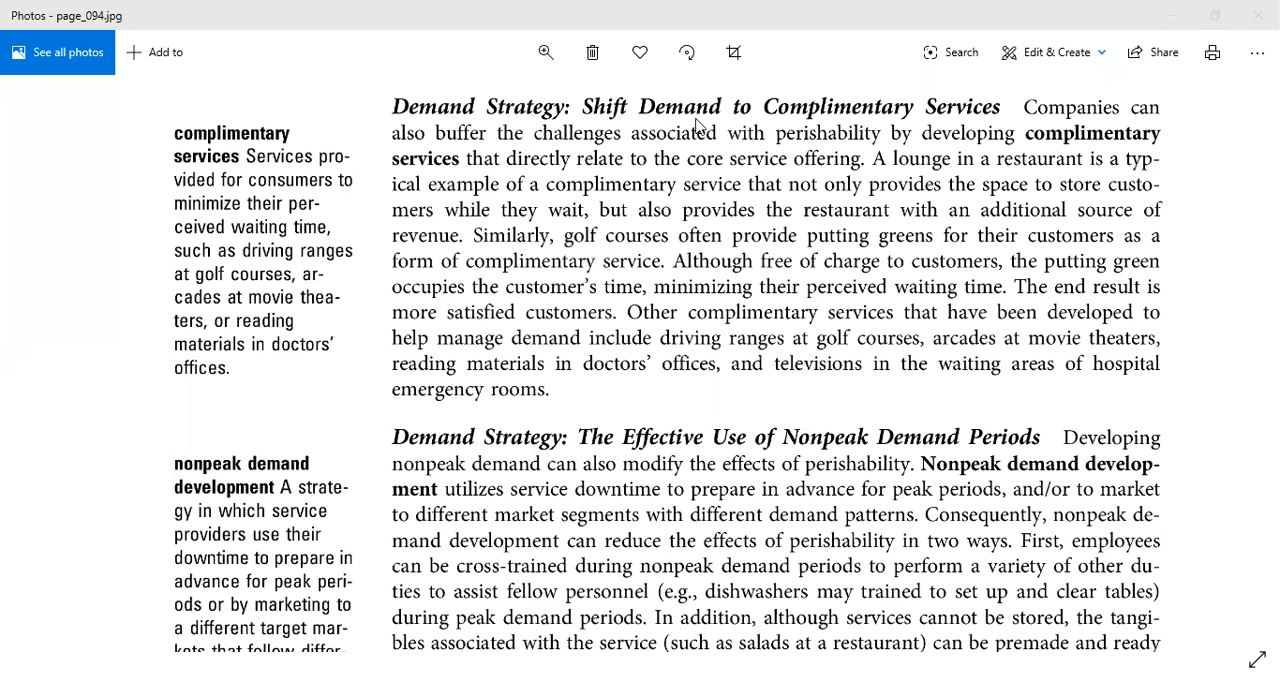 Photos - page_094.jpg
See all photos
Add to
Search
Edit & Create
Share
complimentary
services Services pro-
vided for consumers to
minimize their per-
ceived waiting time,
such as driving ranges
at golf courses, ar-
cades at movie thea-
ters, or reading
materials in doctors'
offices.
Demand Strategy: Shift Demand to Complimentary Services Companies can
also buffer the challenges associated with perishability by developing complimentary
services that directly relate to the core service offering. A lounge in a restaurant is a typ-
ical example of a complimentary service that not only provides the space to store custo-
mers while they wait, but also provides the restaurant with an additional source of
revenue. Similarly, golf courses often provide putting greens for their customers as a
form of complimentary service. Although free of charge to customers, the putting green
occupies the customer's time, minimizing their perceived waiting time. The end result is
more satisfied customers. Other complimentary services that have been developed to
help manage demand include driving ranges at golf courses, arcades at movie theaters,
reading materials in doctors' offices, and televisions in the waiting areas of hospital
emergency rooms.
nonpeak demand
development A strate-
gy in which service
providers use their
downtime to prepare in
advance for peak peri-
ods or by marketing to
a different target mar-
kets that follow differ-
Demand Strategy: The Effective Use of Nonpeak Demand Periods Developing
nonpeak demand can also modify the effects of perishability. Nonpeak demand develop-
ment utilizes service downtime to prepare in advance for peak periods, and/or to market
to different market segments with different demand patterns. Consequently, nonpeak de-
mand development can reduce the effects of perishability in two ways. First, employees
can be cross-trained during nonpeak demand periods to perform a variety of other du-
ties to assist fellow personnel (e.g., dishwashers may trained to set up and clear tables)
during peak demand periods. In addition, although services cannot be stored, the tangi-
bles associated with the service (such as salads at a restaurant) can be premade and ready